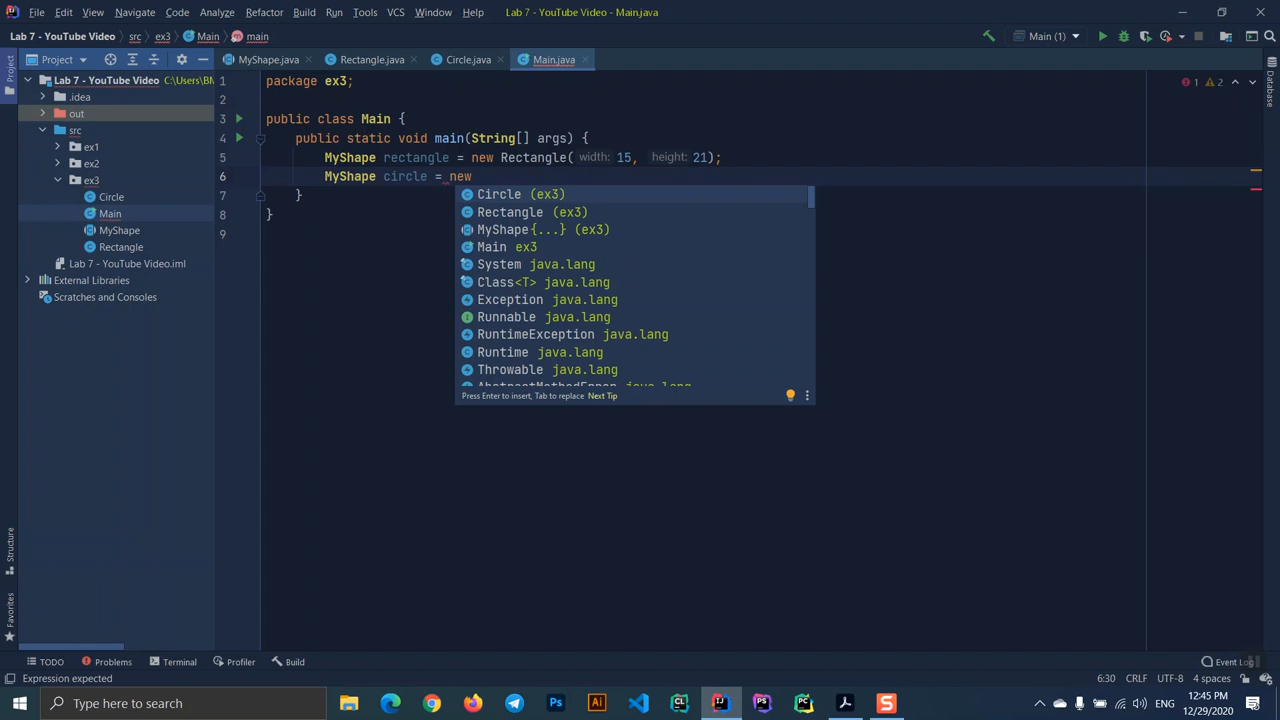 File Edit View Navigate Code Analyze Refactor Build Run Tools VCS Window Help Lab 7 - YouTube Video - Main.java
Lab 7 - YouTube Video src ex3 Main main Main (1)
Project MyShape.java Rectangle.java Circle.java Main.java
Project
Database
Structure
Favorites
Lab 7 - YouTube Video C:\Users\BM
.idea
out
src
ex1
ex2
ex3
Circle
Main
MyShape
Rectangle
Lab 7 - YouTube Video.iml
External Libraries
Scratches and Consoles
1 package ex3; 1 2
2
3 public class Main {
4 public static void main(String[] args) {
5 MyShape rectangle = new Rectangle( width: 15, height: 21);
6 MyShape circle = new
7 }
8 }
9
Circle (ex3)
Rectangle (ex3)
MyShape{...} (ex3)
Main ex3
System java.lang
Class<T> java.lang
Exception java.lang
Runnable java.lang
RuntimeException java.lang
Runtime java.lang
Throwable java.lang
AbstractMethodError java.lang
Press Enter to insert, Tab to replace Next Tip
TODO Problems Terminal Profiler Build Event Log
Expression expected 6:30 CRLF UTF-8 4 spaces
Type here to search
ENG 12:45 PM
12/29/2020